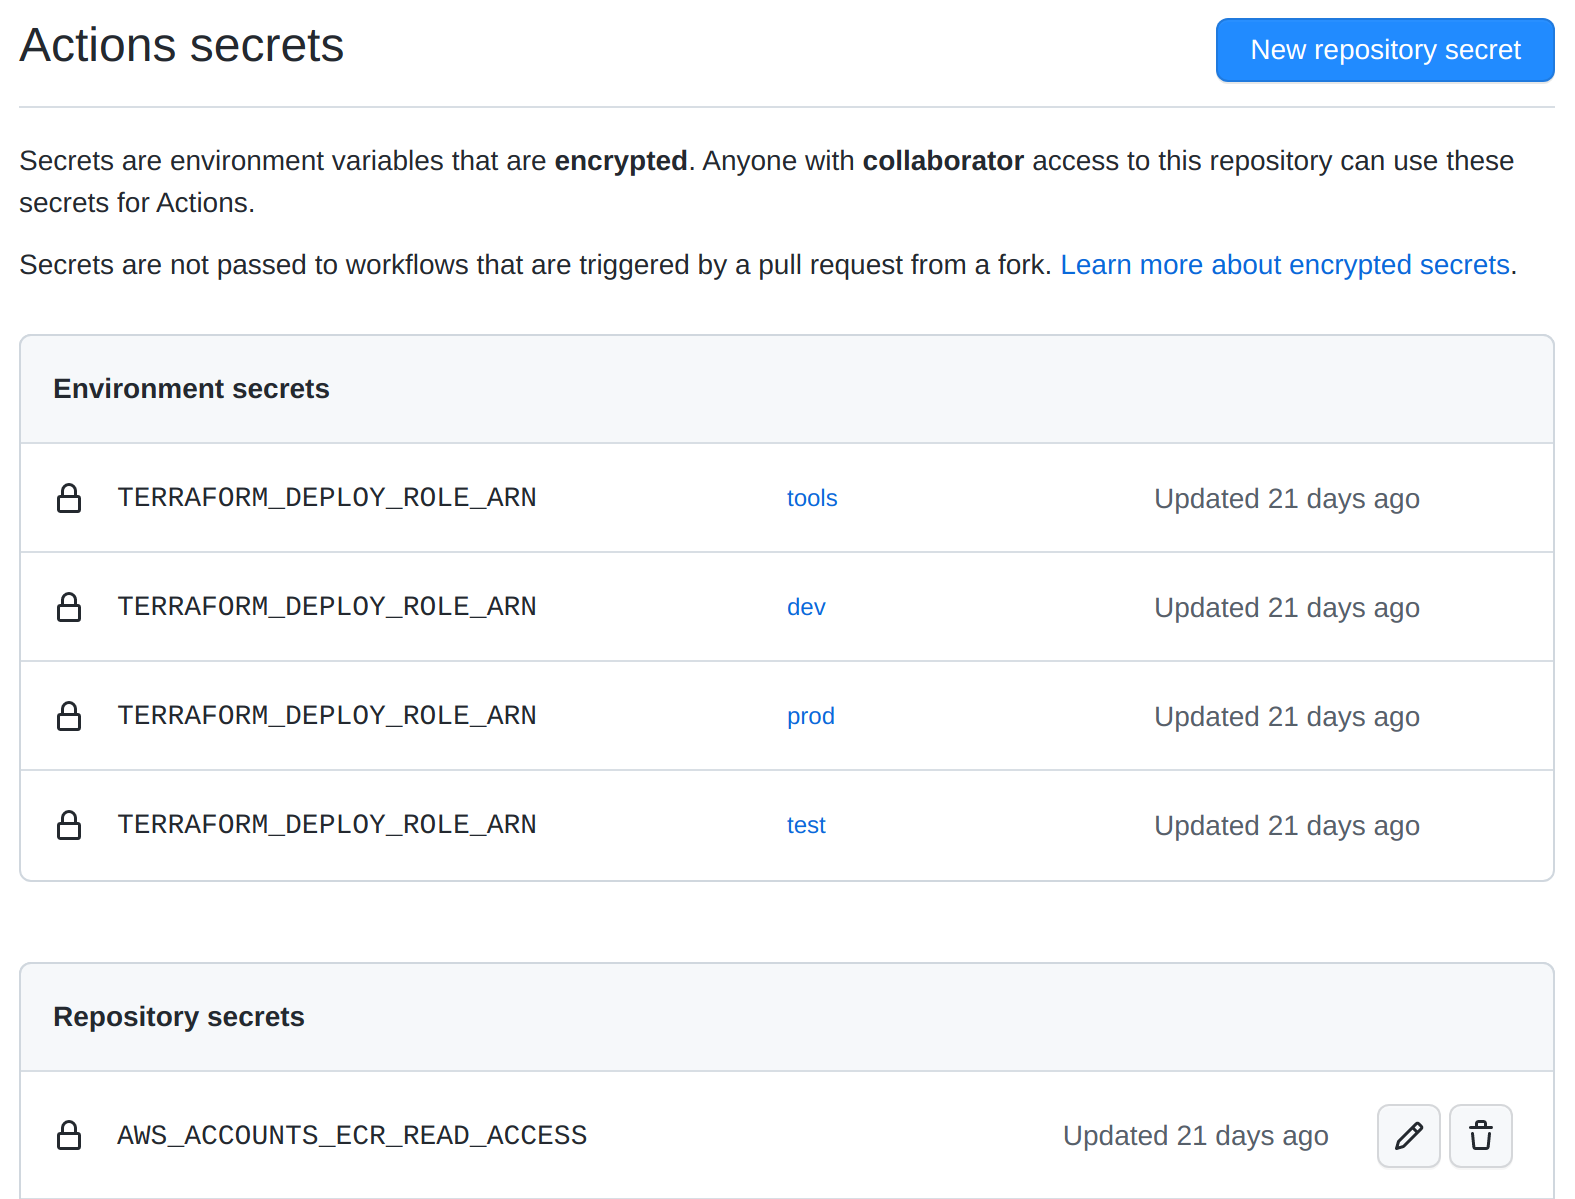 Actions secrets
New repository secret
Secrets are environment variables that are encrypted. Anyone with collaborator access to this repository can use these
secrets for Actions.
Secrets are not passed to workflows that are triggered by a pull request from a fork. Learn more about encrypted secrets.
Environment secrets
TERRAFORM_DEPLOY_ROLE_ARN tools Updated 21 days ago
TERRAFORM_DEPLOY_ROLE_ARN dev Updated 21 days ago
TERRAFORM_DEPLOY_ROLE_ARN prod Updated 21 days ago
TERRAFORM_DEPLOY_ROLE_ARN test Updated 21 days ago
Repository secrets
AWS_ACCOUNTS_ECR_READ_ACCESS Updated 21 days ago